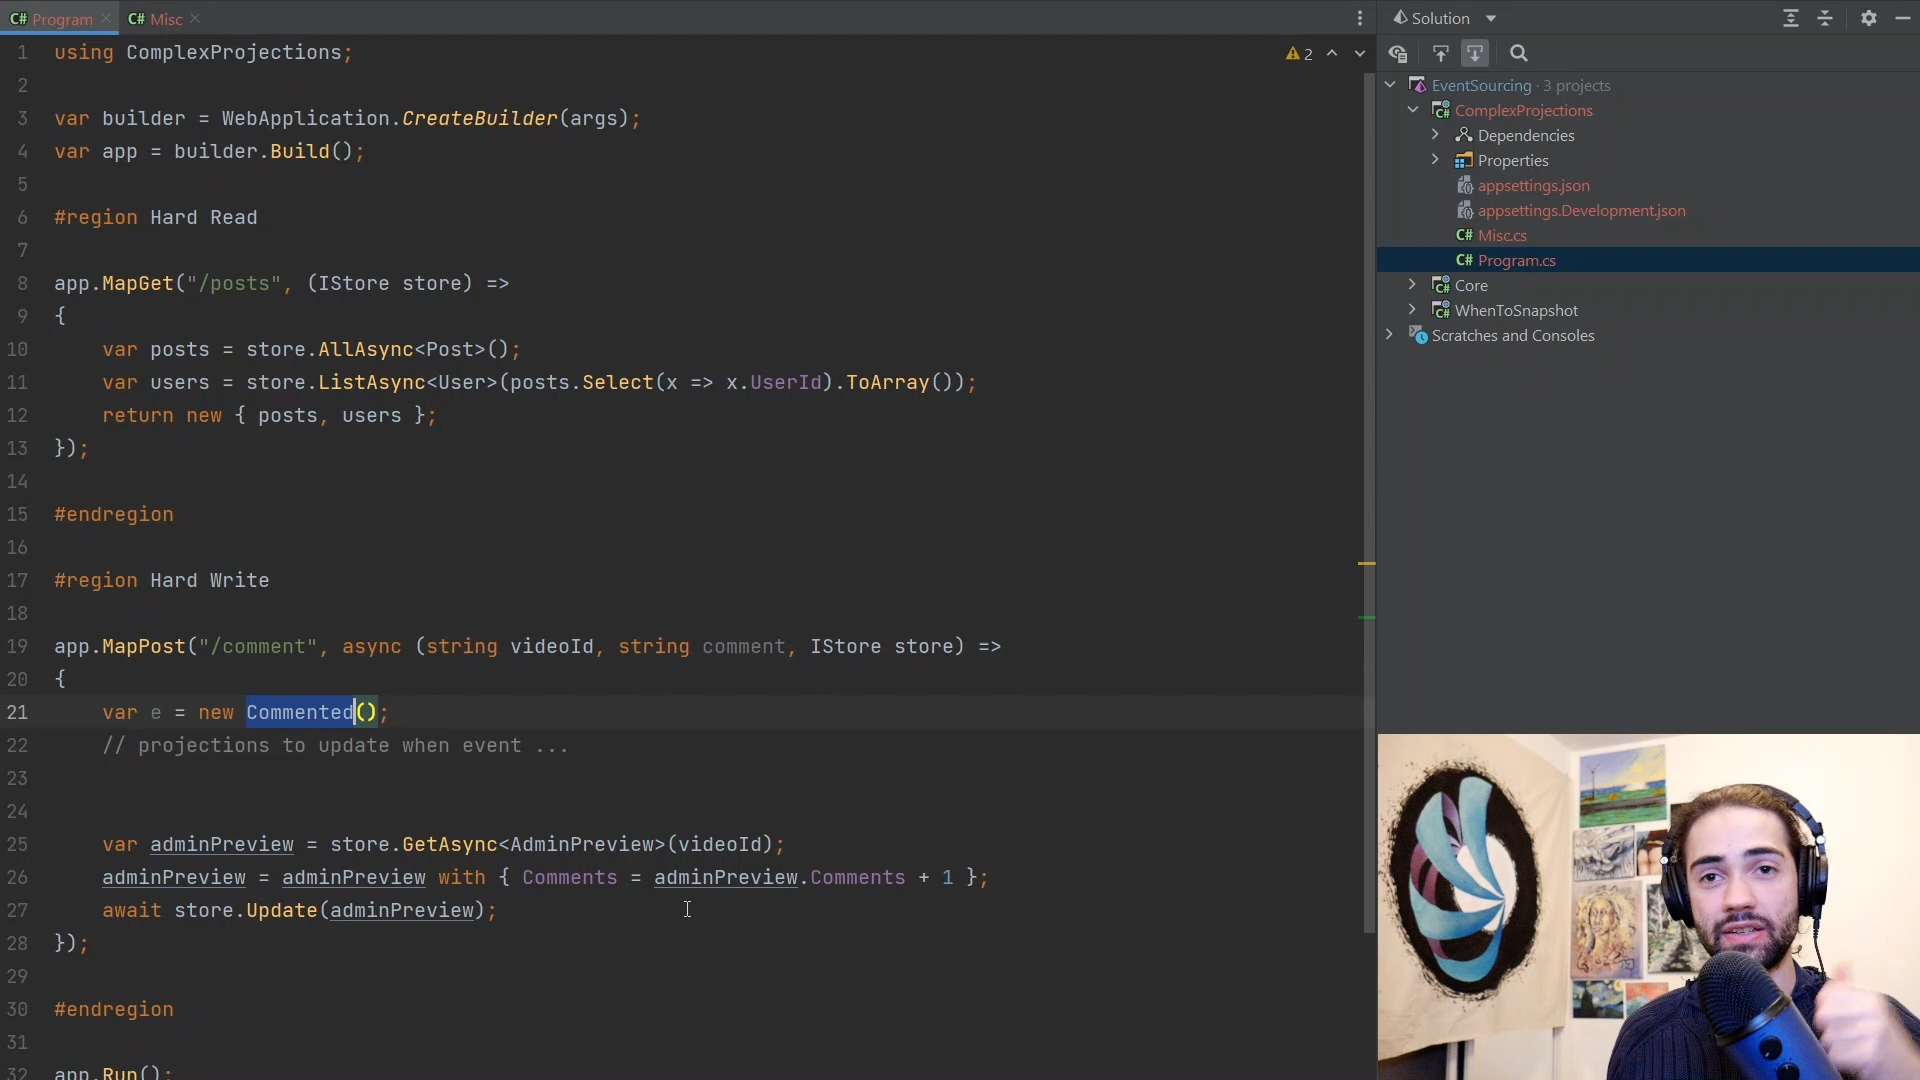 C# Program × C# Misc ×
1 using ComplexProjections;
2
3 var builder = WebApplication.CreateBuilder(args);
4 var app = builder.Build();
5
6 #region Hard Read
7
8 app.MapGet("/posts", (IStore store) =>
9 {
10 var posts = store.AllAsync<Post>();
11 var users = store.ListAsync<User>(posts.Select(x => x.UserId).ToArray());
12 return new { posts, users };
13 });
14
15 #endregion
16
17 #region Hard Write
18
19 app.MapPost("/comment", async (string videoId, string comment, IStore store) =>
20 {
21 var e = new Commented();
22 // projections to update when event ...
23
24
25 var adminPreview = store.GetAsync<AdminPreview>(videoId);
26 adminPreview = adminPreview with { Comments = adminPreview.Comments + 1 };
27 await store.Update(adminPreview);
28 });
29
30 #endregion
31
32 app.Run();
2
Solution
EventSourcing · 3 projects
C# ComplexProjections
Dependencies
Properties
appsettings.json
appsettings.Development.json
C# Misc.cs
C# Program.cs
C# Core
C# WhenToSnapshot
Scratches and Consoles